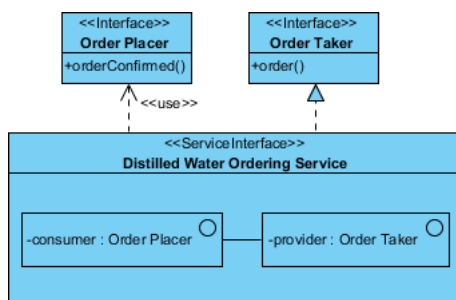 <<Interface>>
Order Placer
+orderConfirmed()
<<Interface>>
Order Taker
+order()
<<use>>
<<ServiceInterface>>
Distilled Water Ordering Service
-consumer : Order Placer
-provider : Order Taker